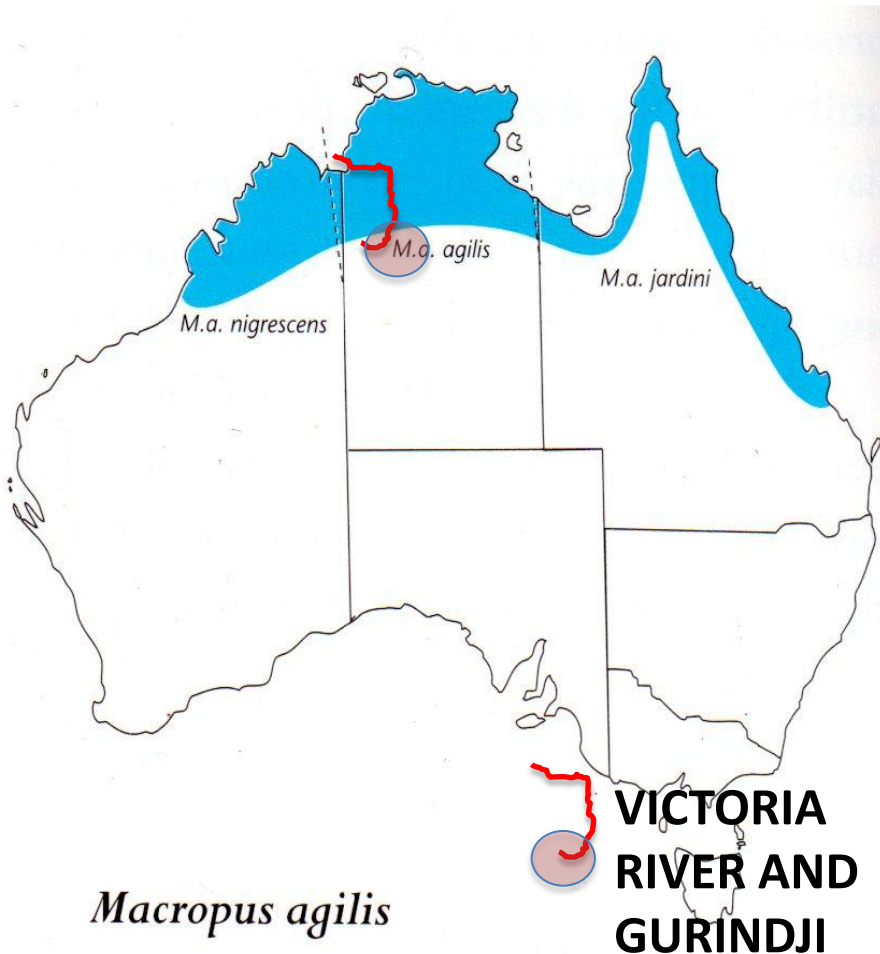 M.a. agilis
M.a. jardini
M.a. nigrescens
VICTORIA
RIVER AND
GURINDJI
Macropus agilis